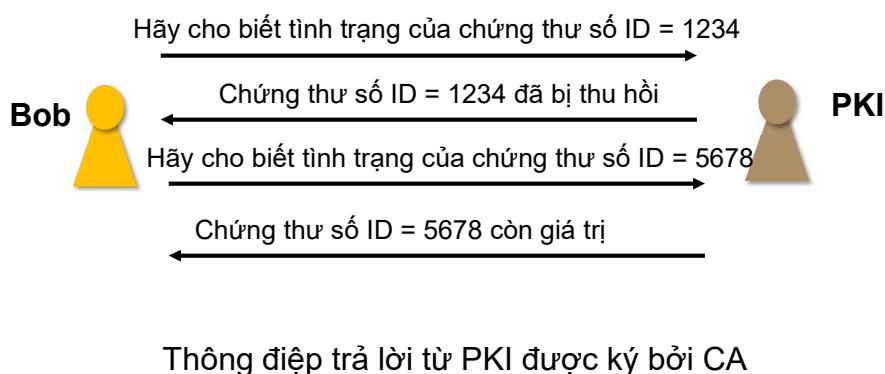 Hãy cho biết tình trạng của chứng thư số ID = 1234
Chứng thư số ID = 1234 đã bị thu hồi
Bob
PKI
Hãy cho biết tình trạng của chứng thư số ID = 5678
Chứng thư số ID = 5678 còn giá trị
Thông điệp trả lời từ PKI được ký bởi CA